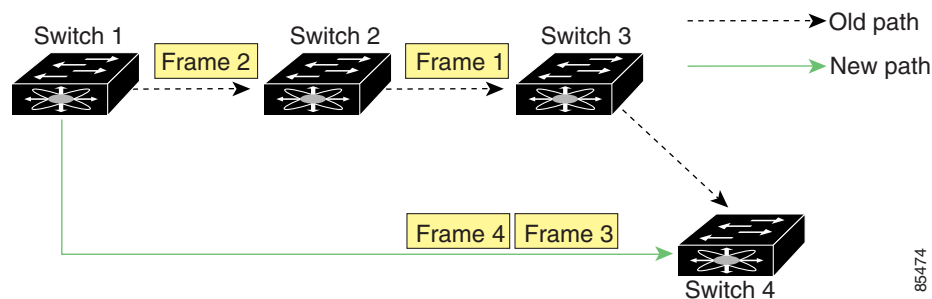 Switch 1
Switch 2
Switch 3
Old path
Frame 2
Frame 1
New path
Frame 4
Frame 3
Switch 4
85474